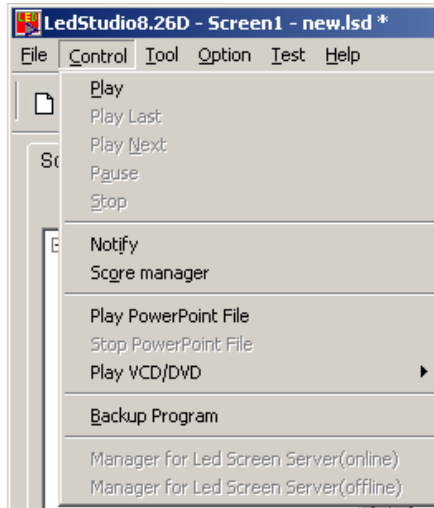 LedStudio8.26D - Screen1 - new.lsd *
File Control Tool Option Test Help
Play
Play Last
Play Next
Pause
Stop
Notify
Score manager
Play PowerPoint File
Stop PowerPoint File
Play VCD/DVD
Backup Program
Manager for Led Screen Server(online)
Manager for Led Screen Server(offline)